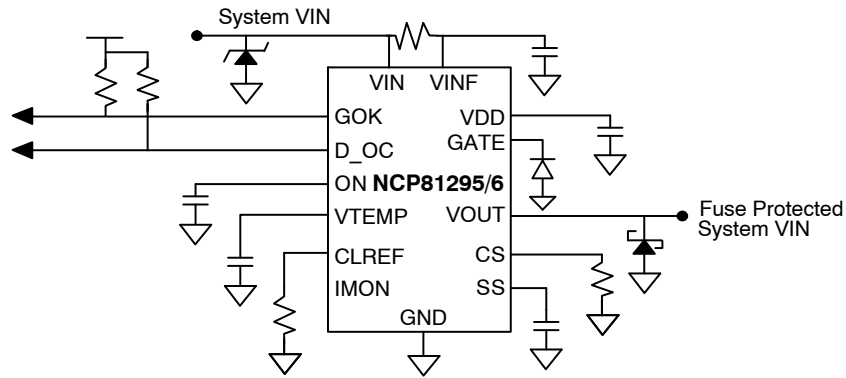 System VIN
VIN VINF
GOK
VDD
GATE
D_OC
ON NCP81295/6
VTEMP
VOUT
Fuse Protected
System VIN
CLREF
CS
IMON
SS
GND